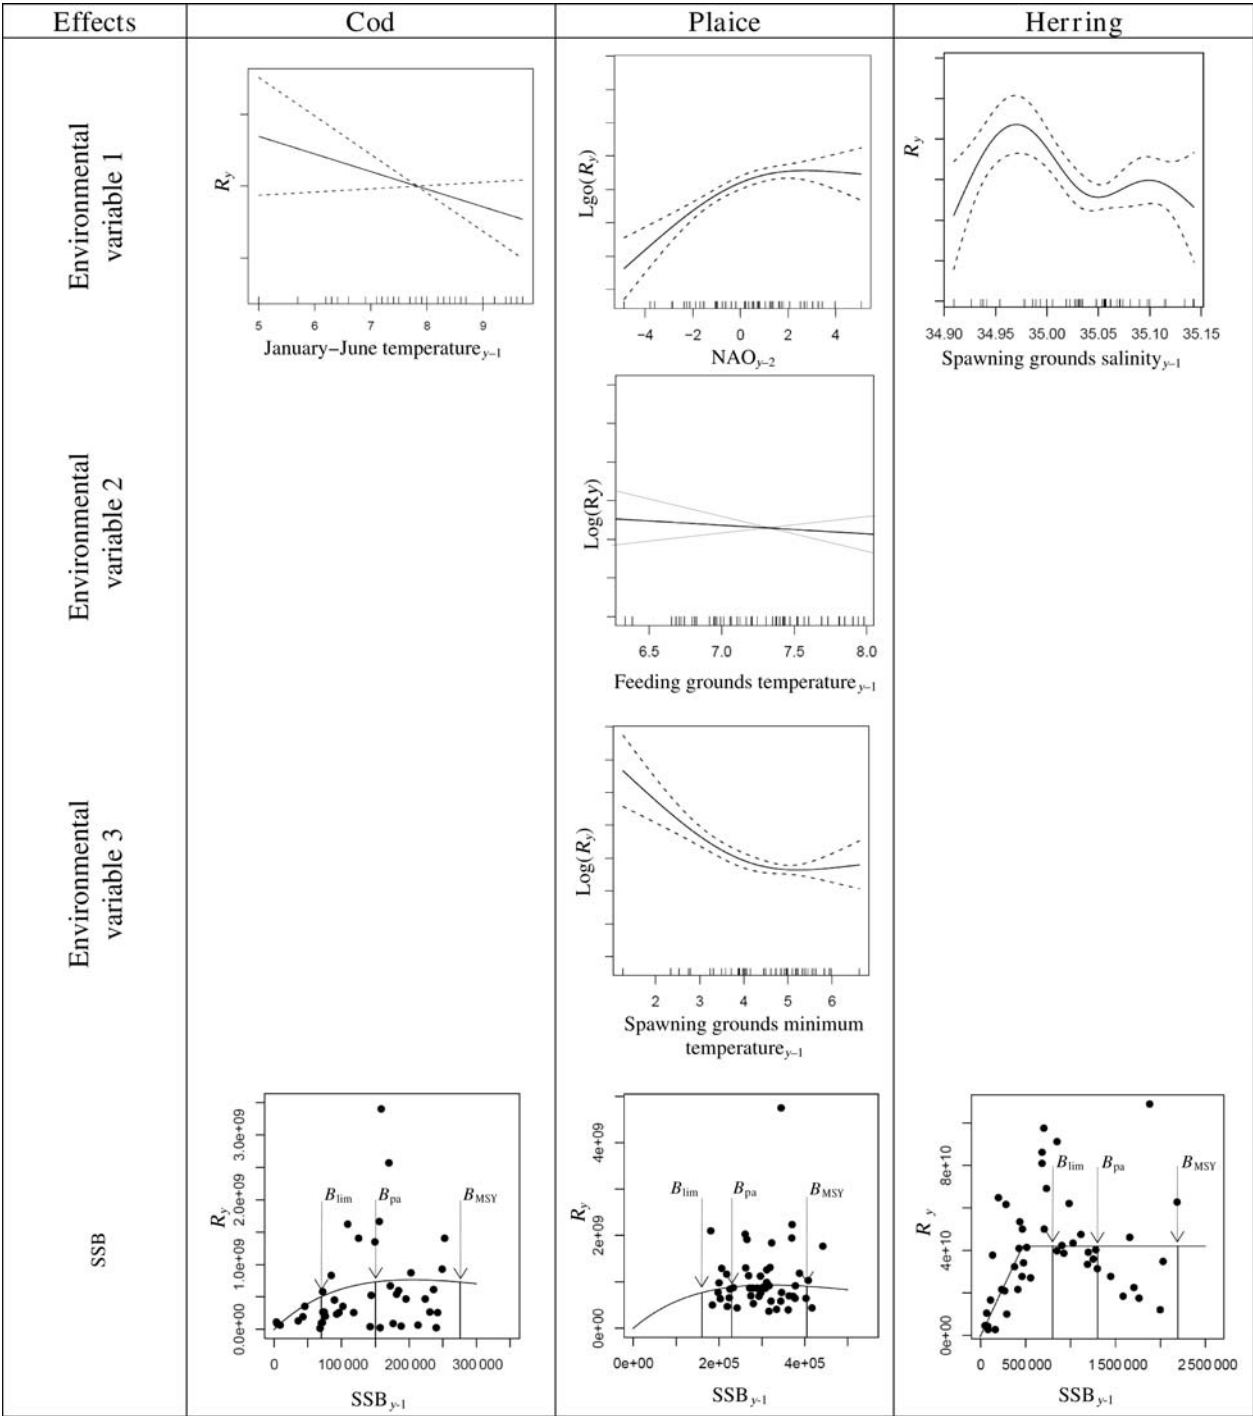 Effects Cod Plaice Herring
Environmental
variable 1
R_y
5 6 7 8 9
January–June temperature_y–1
Lgo(R_y)
−4 −2 0 2 4
NAO_y–2
R_y
34.90 34.95 35.00 35.05 35.10 35.15
Spawning grounds salinity_y–1
Environmental
variable 2
Log(Ry)
6.5 7.0 7.5 8.0
Feeding grounds temperature_y–1
Environmental
variable 3
Log(R_y)
2 3 4 5 6
Spawning grounds minimum
temperature_y–1
SSB
R_y
0.0e+00 1.0e+09 2.0e+09 3.0e+09
B_lim B_pa B_MSY
0 100 000 200 000 300 000
SSB_y-1
R_y
0e+00 2e+09 4e+09
B_lim B_pa B_MSY
0e+00 2e+05 4e+05
SSB_y-1
R_y
0e+00 4e+10 8e+10
B_lim B_pa B_MSY
0 500 000 1500 000 2 500 000
SSB_y-1